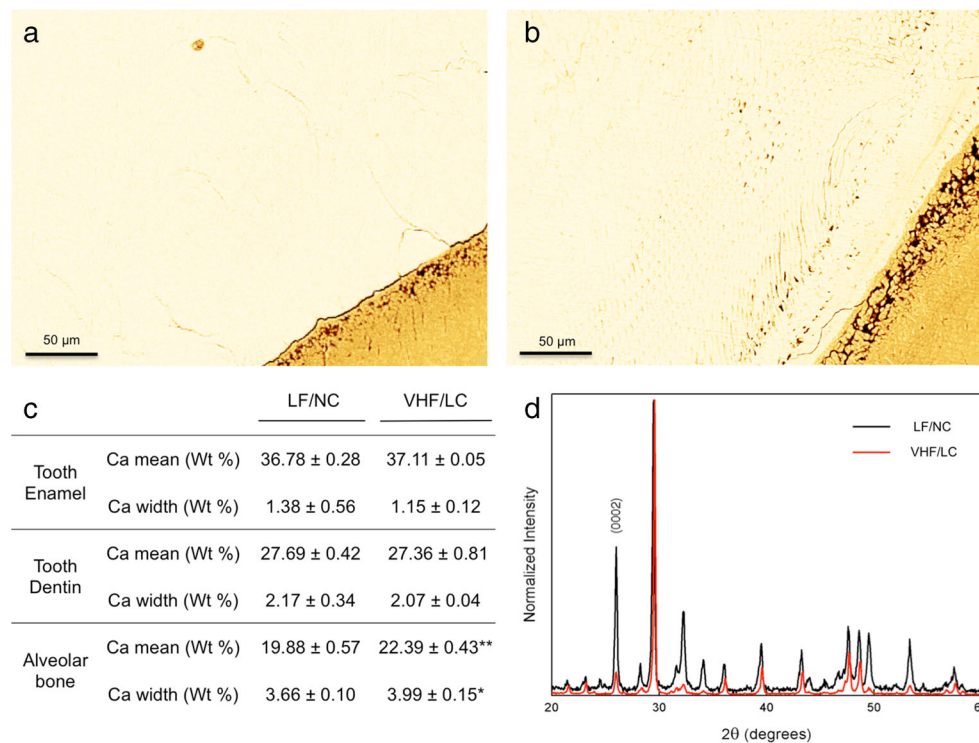 a
b
50 µm
50 µm
c
LF/NC VHF/LC
Tooth Enamel
Ca mean (Wt %) 36.78 ± 0.28 37.11 ± 0.05
Ca width (Wt %) 1.38 ± 0.56 1.15 ± 0.12
Tooth Dentin
Ca mean (Wt %) 27.69 ± 0.42 27.36 ± 0.81
Ca width (Wt %) 2.17 ± 0.34 2.07 ± 0.04
Alveolar bone
Ca mean (Wt %) 19.88 ± 0.57 22.39 ± 0.43**
Ca width (Wt %) 3.66 ± 0.10 3.99 ± 0.15*
d
LF/NC
VHF/LC
(0002)
Normalized Intensity
20 30 40 50
2θ (degrees)